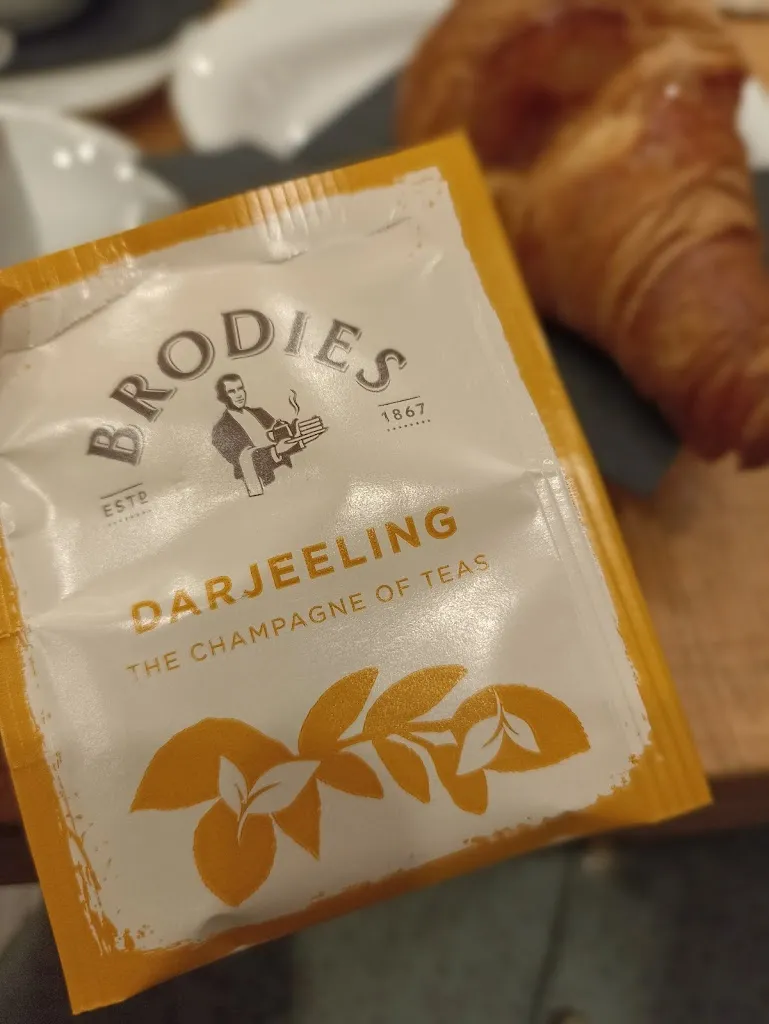 BRODIES
ESTD 1867
DARJEELING
THE CHAMPAGNE OF TEAS